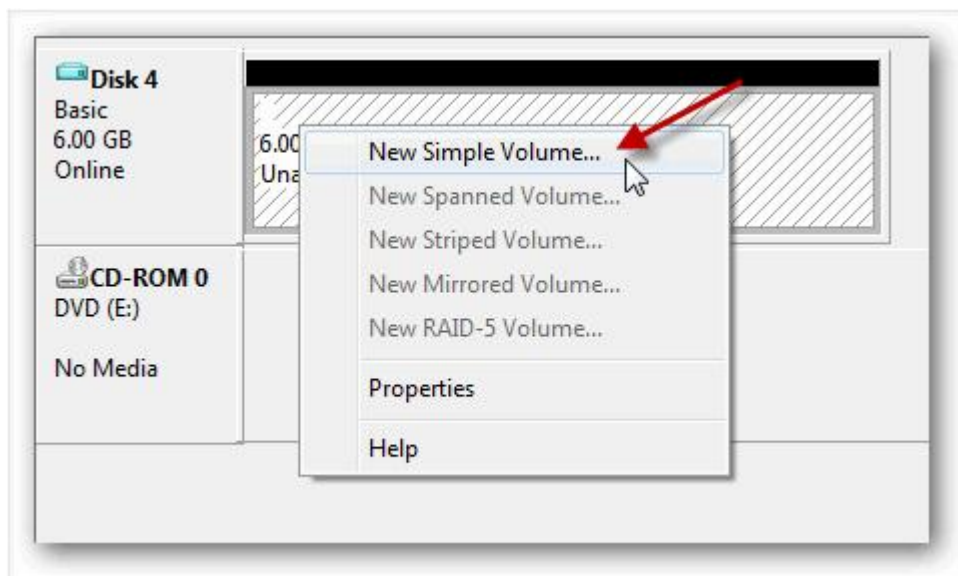 Disk 4
Basic
6.00 GB
Online
6.00
Una
New Simple Volume...
New Spanned Volume...
New Striped Volume...
New Mirrored Volume...
New RAID-5 Volume...
Properties
Help
CD-ROM 0
DVD (E:)
No Media